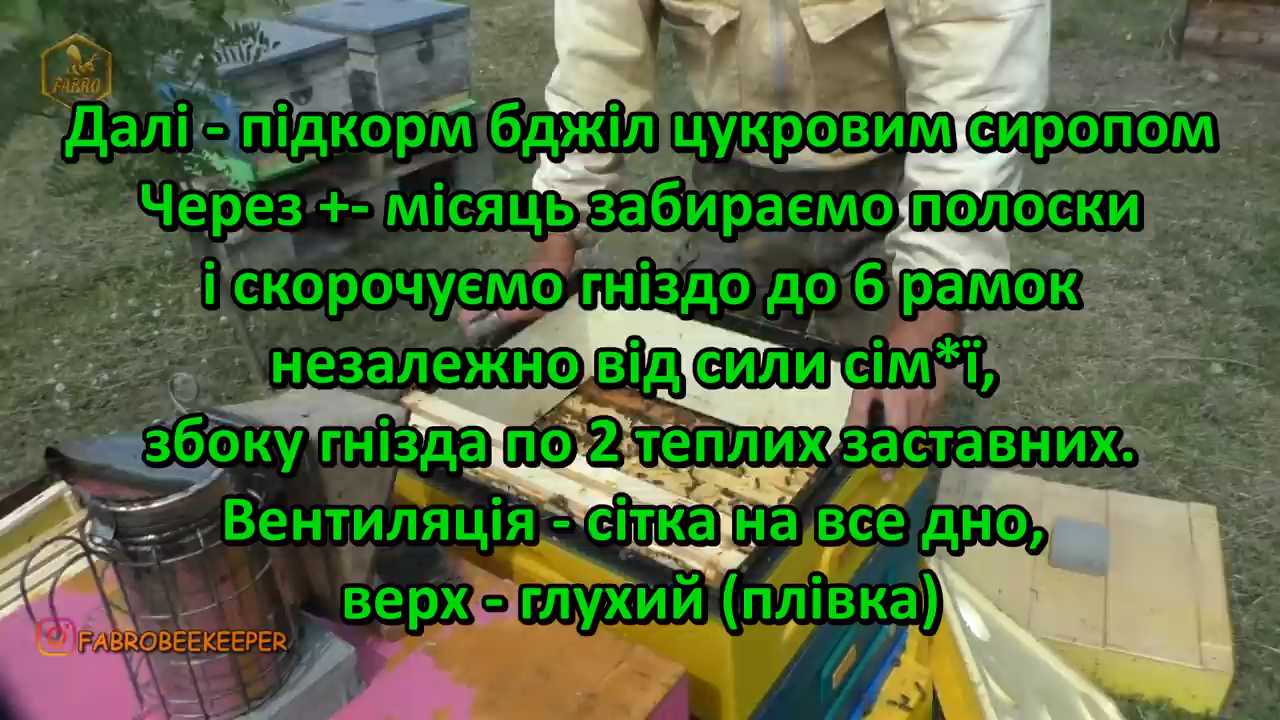 FABRO
Далі - підкорм бджіл цукровим сиропом
Через +- місяць забираємо полоски
і скорочуємо гніздо до 6 рамок
незалежно від сили сім*ї,
збоку гнізда по 2 теплих заставних.
Вентиляція - сітка на все дно,
верх - глухий (плівка)
FABROBEEKEEPER